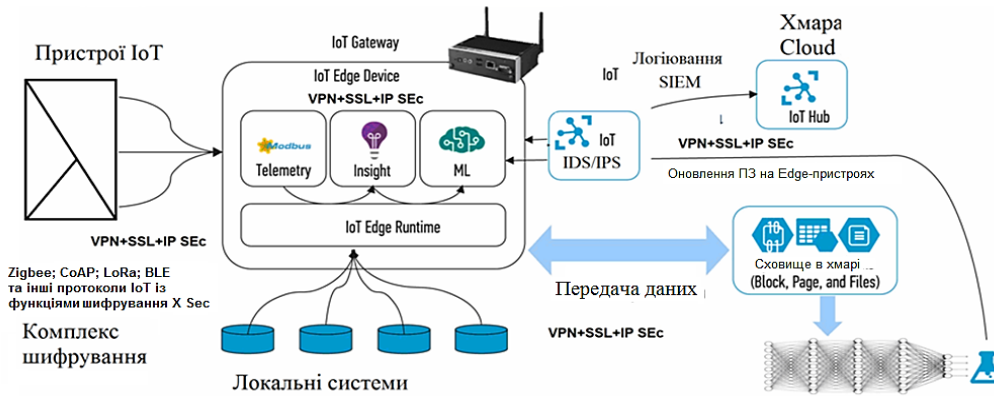 Пристрої IoT
IoT Gateway
IoT Edge Device
VPN+SSL+IP SEc
Modbus
Telemetry
Insight
ML
IoT Edge Runtime
IoT
Логіювання
SIEM
Хмара
Cloud
IoT Hub
IoT
IDS/IPS
VPN+SSL+IP SEc
Оновлення ПЗ на Edge-пристроях
VPN+SSL+IP SEc
Zigbee; CoAP; LoRa; BLE
та інші протоколи IoT із
функціями шифрування X Sec
Комплекс
шифрування
Передача даних
VPN+SSL+IP SEc
Сховище в хмарі
(Block, Page, and Files)
Локальні системи